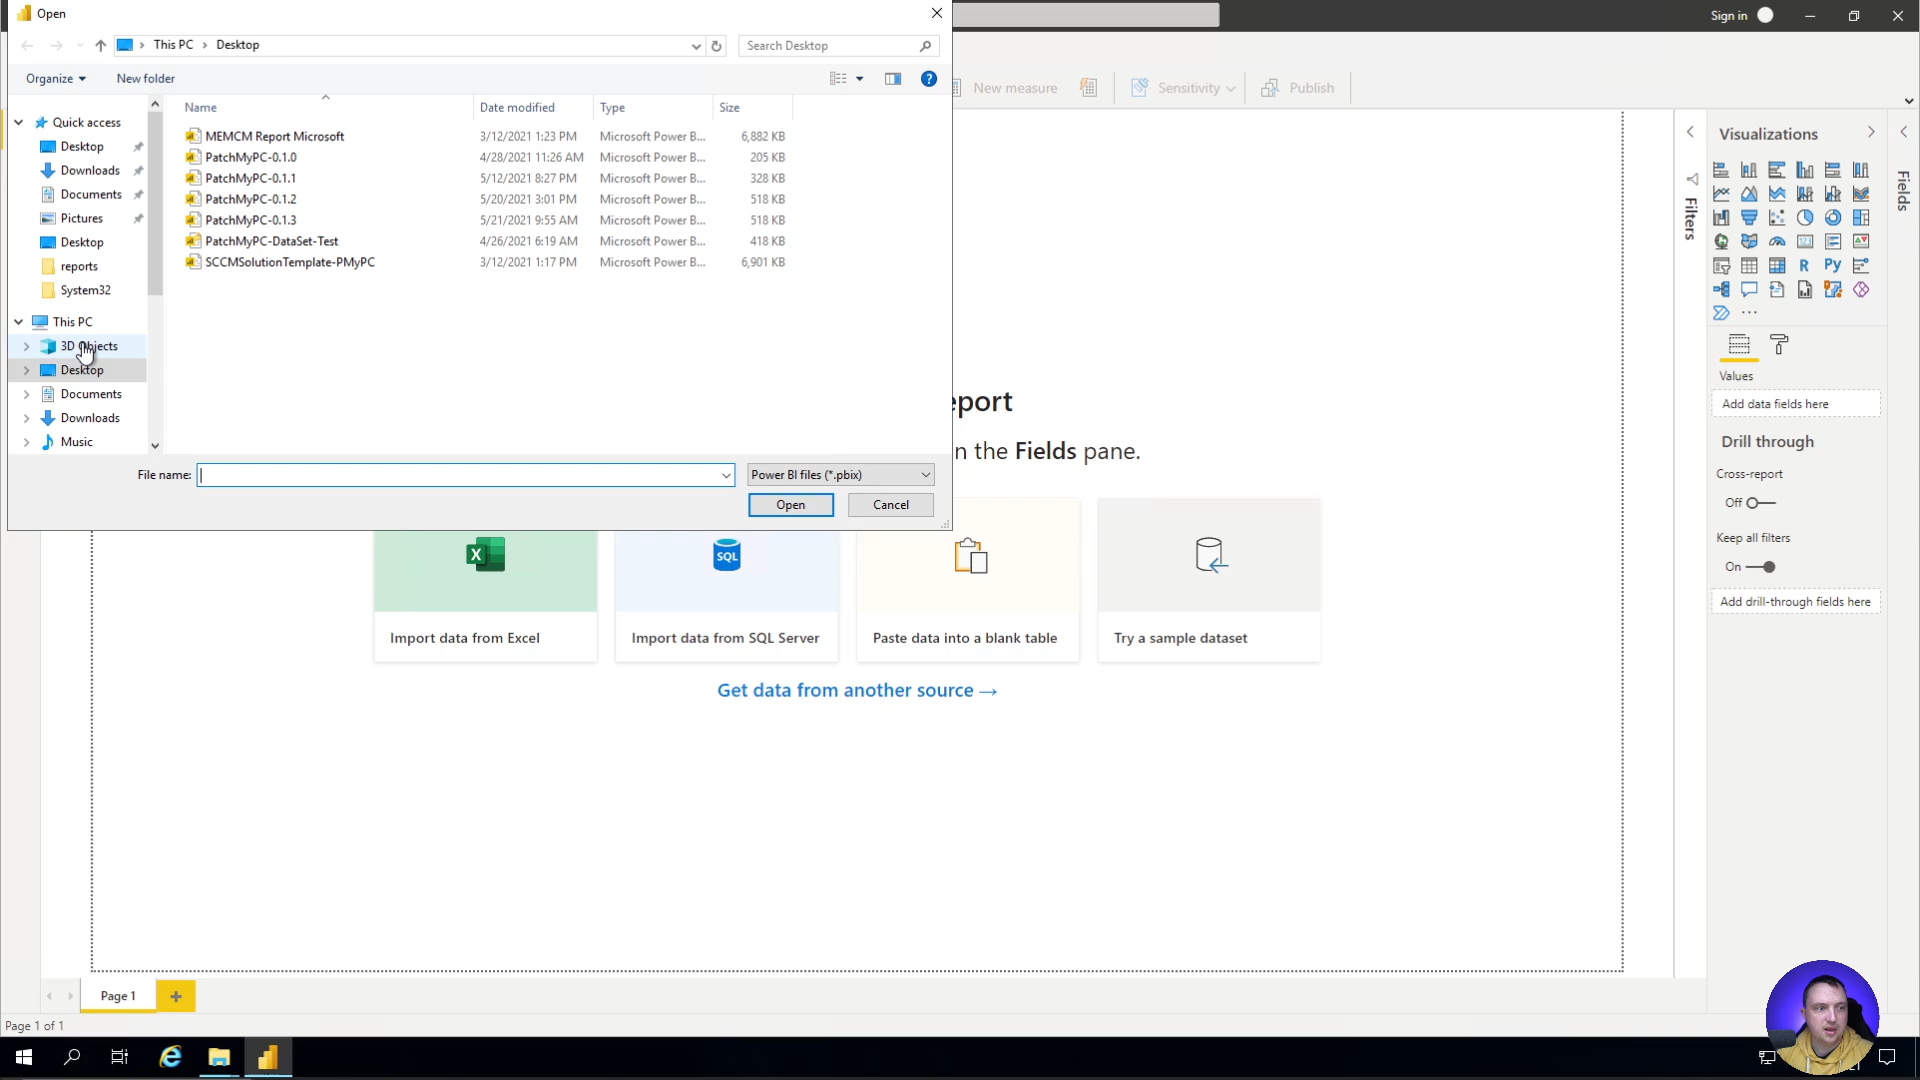 Open
This PC > Desktop
Search Desktop
Organize
New folder
Name
Date modified
Type
Size
Quick access
Desktop
Downloads
Documents
Pictures
Desktop
reports
System32
This PC
3D Objects
Desktop
Documents
Downloads
Music
MEMCM Report Microsoft 3/12/2021 1:23 PM Microsoft Power B... 6,882 KB
PatchMyPC-0.1.0 4/28/2021 11:26 AM Microsoft Power B... 205 KB
PatchMyPC-0.1.1 5/12/2021 8:27 PM Microsoft Power B... 328 KB
PatchMyPC-0.1.2 5/20/2021 3:01 PM Microsoft Power B... 518 KB
PatchMyPC-0.1.3 5/21/2021 9:55 AM Microsoft Power B... 518 KB
PatchMyPC-DataSet-Test 4/26/2021 6:19 AM Microsoft Power B... 418 KB
SCCMSolutionTemplate-PMyPC 3/12/2021 1:17 PM Microsoft Power B... 6,901 KB
File name:
Power BI files (*.pbix)
Open
Cancel
Sign in
New measure
Sensitivity
Publish
Filters
Visualizations
R
Py
Values
Add data fields here
Drill through
Cross-report
Off
Keep all filters
On
Add drill-through fields here
Fields
eport
n the Fields pane.
X
SQL
Import data from Excel
Import data from SQL Server
Paste data into a blank table
Try a sample dataset
Get data from another source →
Page 1
Page 1 of 1